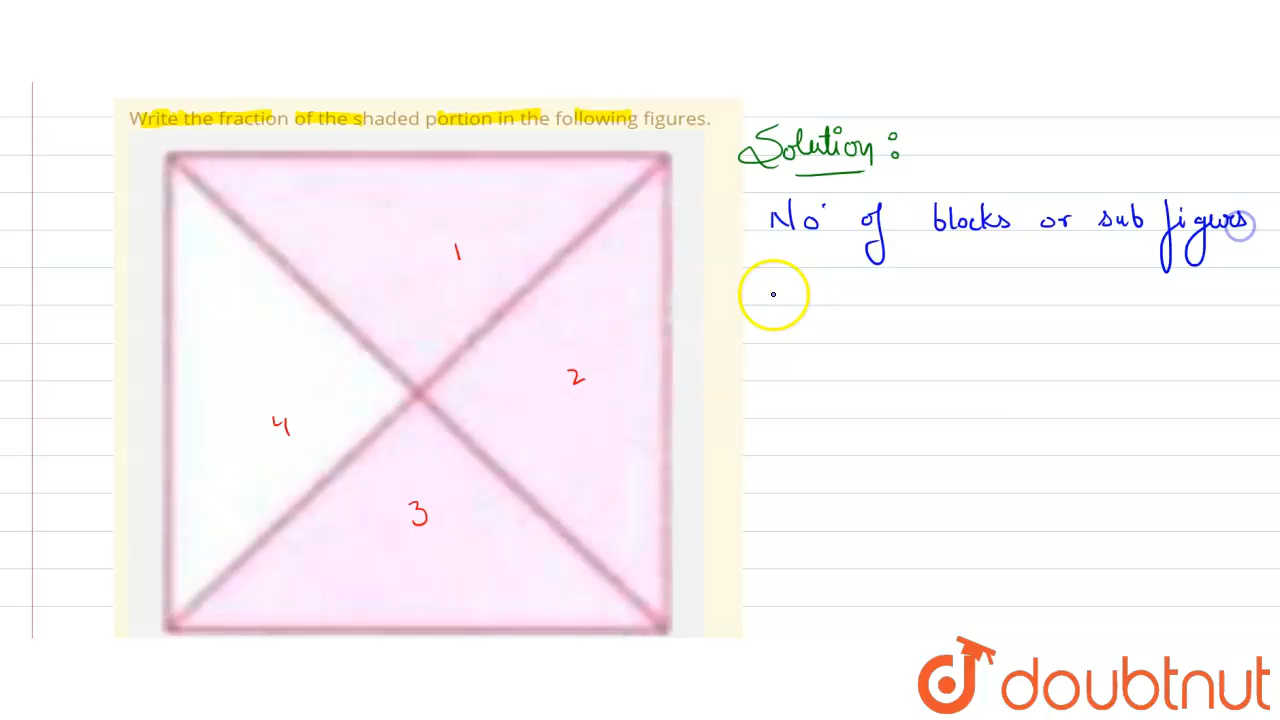 Write the fraction of the shaded portion in the following figures.
1
2
3
4
Solution :
No of blocks or sub figures
doubtnut